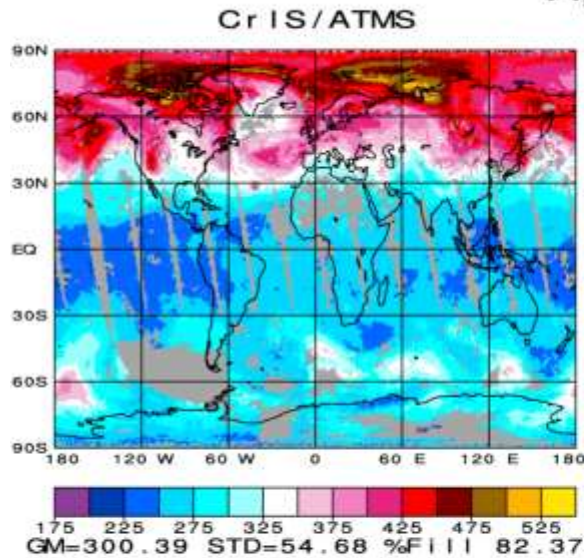 CrIS/ATMS
90N
60N
30N
EQ
30S
60S
90S
180 120 W 60 W 0 60 E 120 E 180
175 225 275 325 375 425 475 525
GM=300.39 STD=54.68 %Fill 82.37